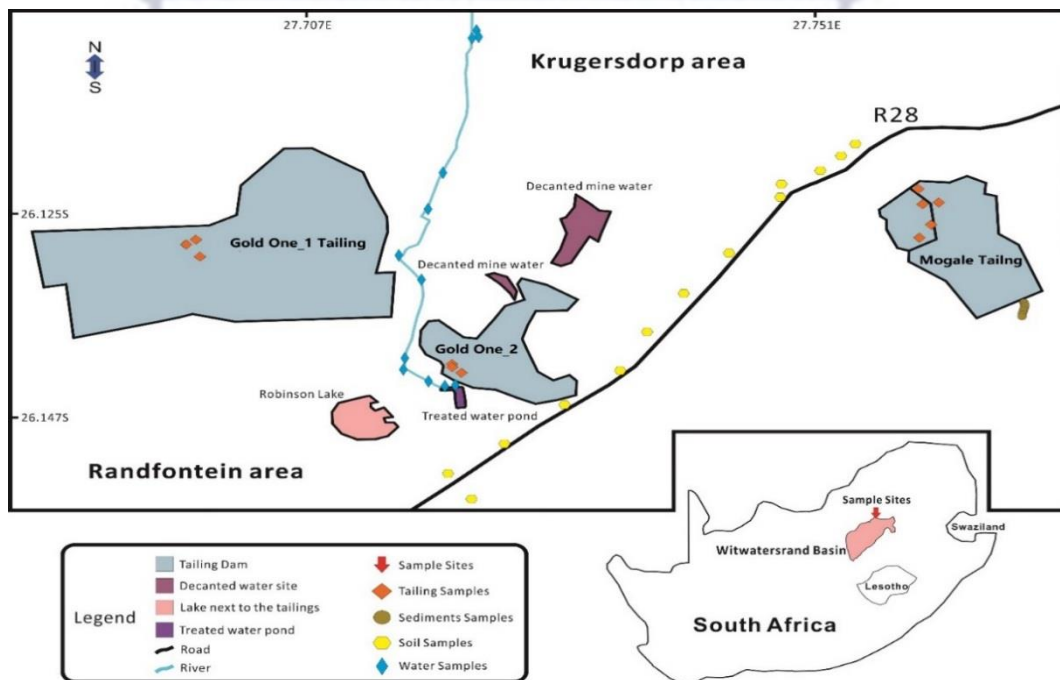 27.707E
27.751E
N
S
Krugersdorp area
R28
Decanted mine water
26.125S
Gold One_1 Tailing
Decanted mine water
Mogale Tailng
Gold One_2
Robinson Lake
Treated water pond
26.147S
Randfontein area
Sample Sites
Swaziland
Witwatersrand Basin
Lesotho
South Africa
Legend
Tailing Dam
Decanted water site
Lake next to the tailings
Treated water pond
Road
River
Sample Sites
Tailing Samples
Sediments Samples
Soil Samples
Water Samples